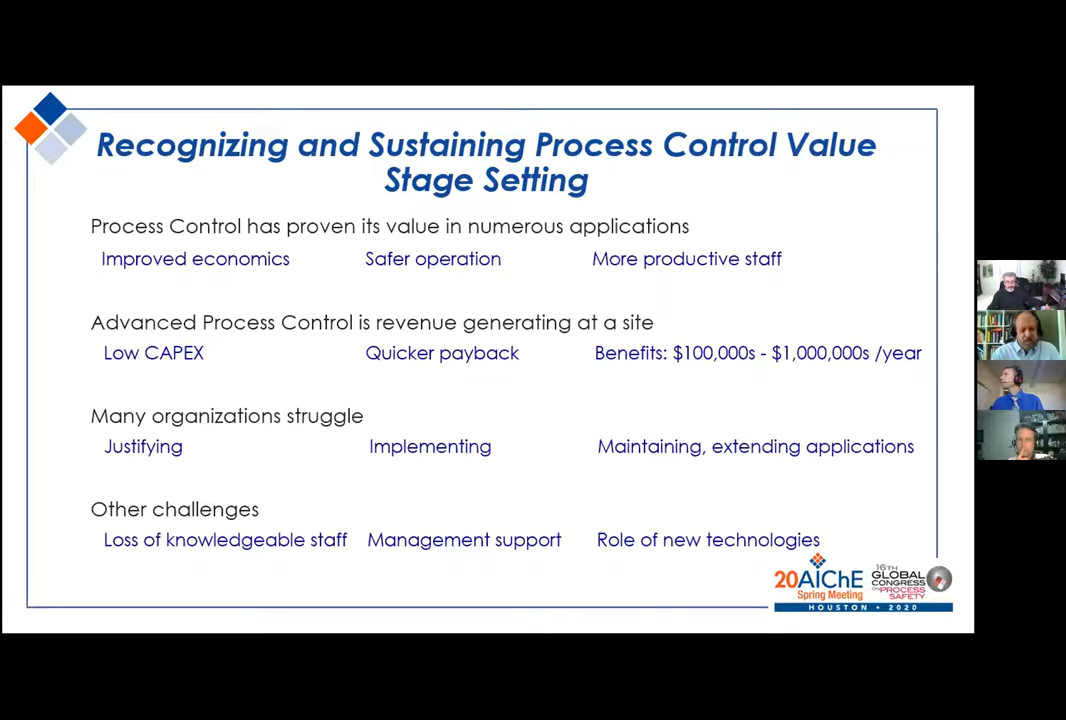 Recognizing and Sustaining Process Control Value
Stage Setting
Process Control has proven its value in numerous applications
Improved economics Safer operation More productive staff
Advanced Process Control is revenue generating at a site
Low CAPEX Quicker payback Benefits: $100,000s - $1,000,000s /year
Many organizations struggle
Justifying Implementing Maintaining, extending applications
Other challenges
Loss of knowledgeable staff Management support Role of new technologies
20AIChE
Spring Meeting
16TH
GLOBAL
CONGRESS
ON PROCESS
SAFETY
HOUSTON • 2020